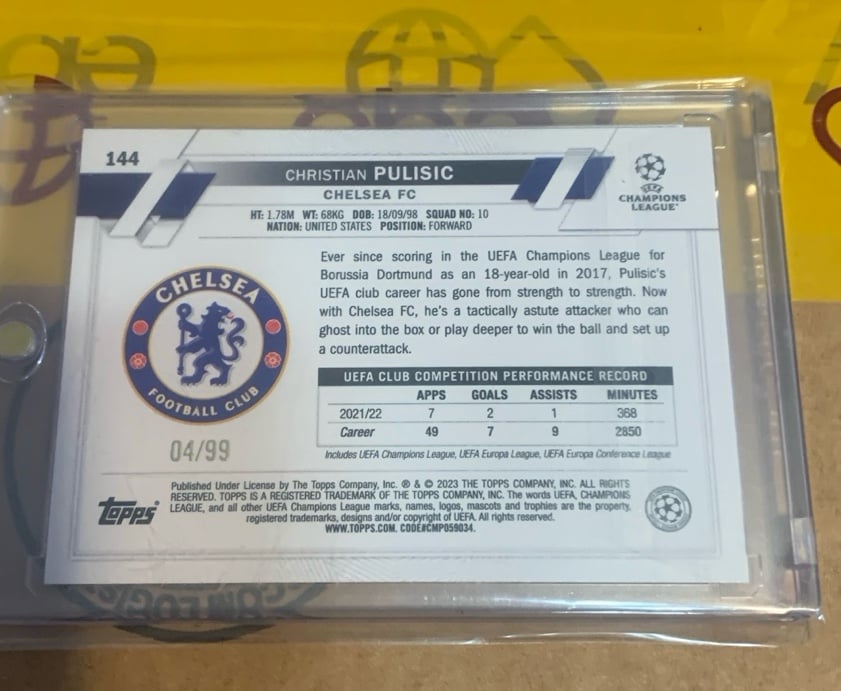 144
CHRISTIAN PULISIC
CHELSEA FC
HT: 1.78M WT: 68KG DOB: 18/09/98 SQUAD NO: 10
NATION: UNITED STATES POSITION: FORWARD
UEFA
CHAMPIONS
LEAGUE
Ever since scoring in the UEFA Champions League for
Borussia Dortmund as an 18-year-old in 2017, Pulisic's
UEFA club career has gone from strength to strength. Now
with Chelsea FC, he's a tactically astute attacker who can
ghost into the box or play deeper to win the ball and set up
a counterattack.
CHELSEA
FOOTBALL CLUB
04/99
UEFA CLUB COMPETITION PERFORMANCE RECORD
APPS GOALS ASSISTS MINUTES
2021/22 7 2 1 368
Career 49 7 9 2850
Includes UEFA Champions League, UEFA Europa League, UEFA Europa Conference League
Topps
Published Under License by The Topps Company, Inc. ® & © 2023 THE TOPPS COMPANY, INC. ALL RIGHTS
RESERVED. TOPPS IS A REGISTERED TRADEMARK OF THE TOPPS COMPANY, INC. The words UEFA, CHAMPIONS
LEAGUE, and all other UEFA Champions League marks, names, logos, mascots and trophies are the property,
registered trademarks, designs and/or copyright of UEFA. All rights reserved.
WWW.TOPPS.COM. CODE#CMP059034.